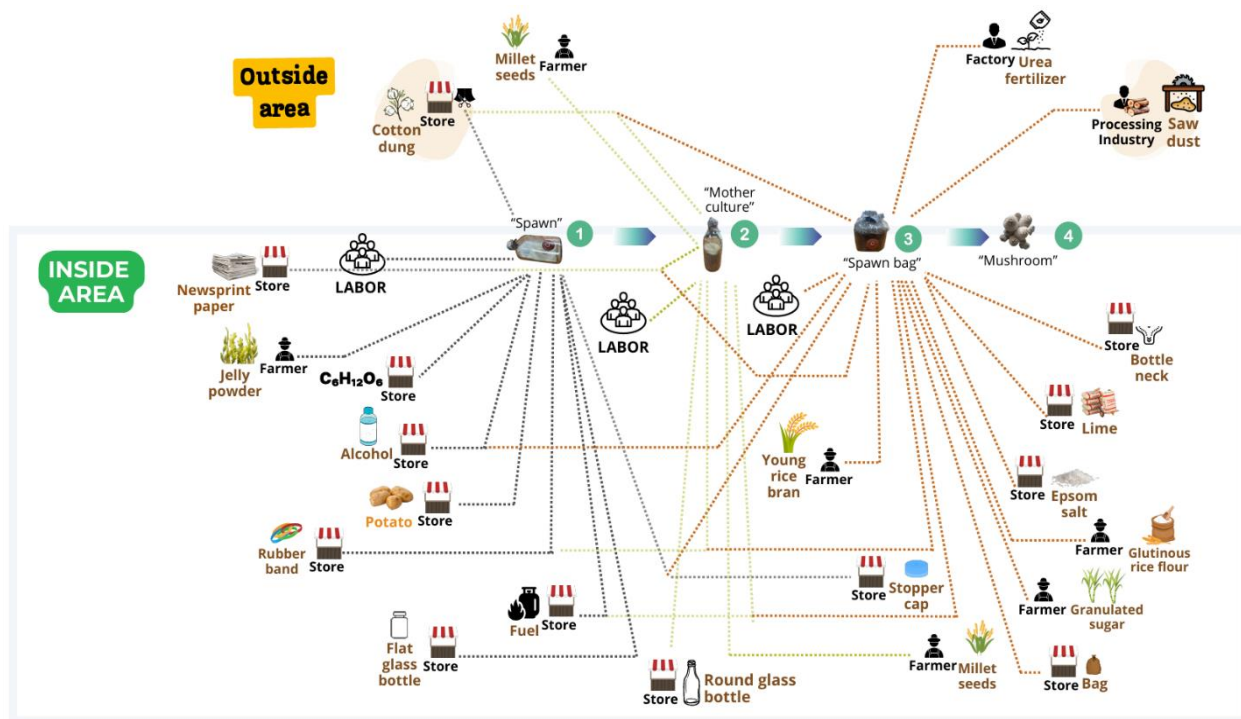 Outside
area
Millet
seeds
Farmer
Cotton
dung
Store
Factory
Urea
fertilizer
Processing
Industry
Saw
dust
“Spawn”
1
“Mother
culture”
2
3
“Spawn bag”
4
“Mushroom”
INSIDE
AREA
Newsprint
paper
Store
LABOR
LABOR
LABOR
Jelly
powder
Farmer
C₆H₁₂O₆
Store
Store
Bottle
neck
Store
Lime
Alcohol
Store
Young
rice
bran
Farmer
Store
Epsom
salt
Potato
Store
Rubber
band
Store
Farmer
Glutinous
rice flour
Store
Stopper
cap
Farmer
Granulated
sugar
Fuel
Store
Flat
glass
bottle
Store
Store
Round glass
bottle
Farmer
Millet
seeds
Store
Bag